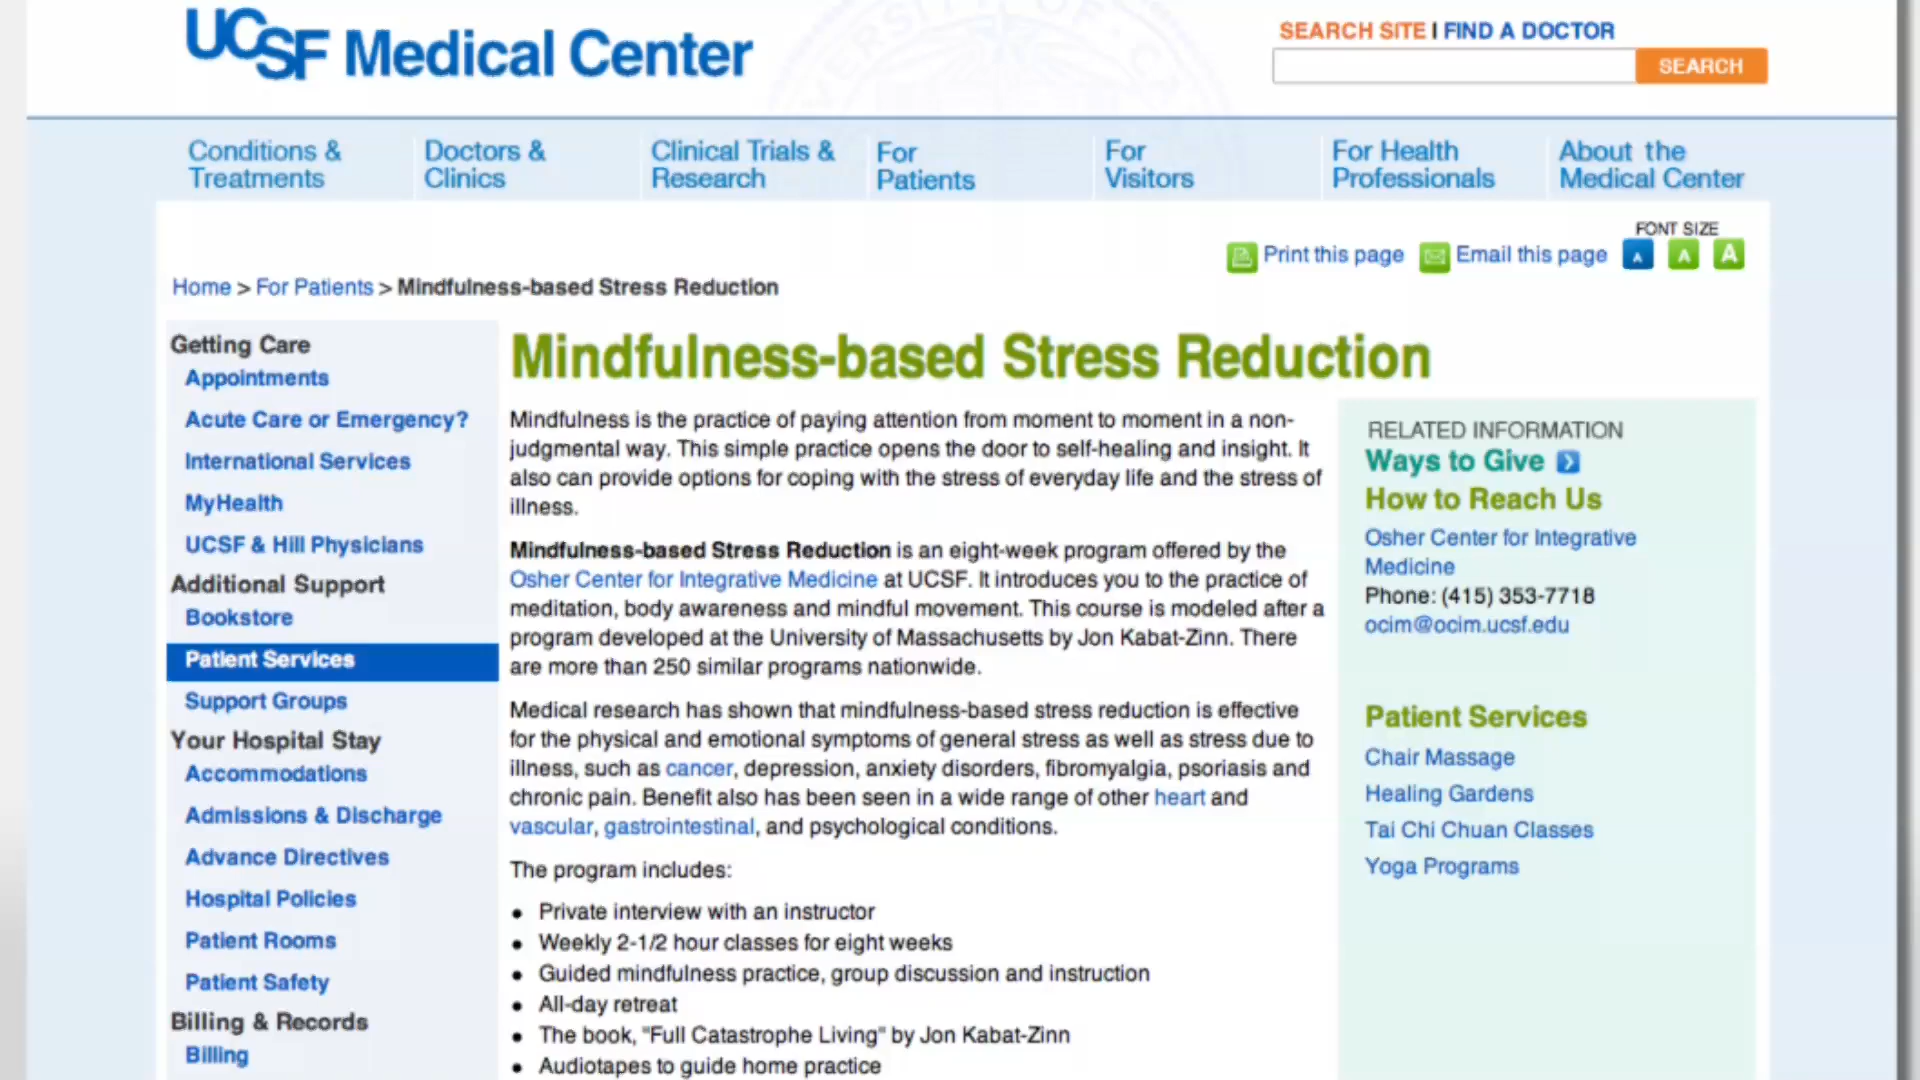 UCSF Medical Center
SEARCH SITE | FIND A DOCTOR
SEARCH
Conditions & Treatments
Doctors & Clinics
Clinical Trials & Research
For Patients
For Visitors
For Health Professionals
About the Medical Center
FONT SIZE
Print this page
Email this page
A A A
Home > For Patients > Mindfulness-based Stress Reduction
Getting Care
Appointments
Acute Care or Emergency?
International Services
MyHealth
UCSF & Hill Physicians
Additional Support
Bookstore
Patient Services
Support Groups
Your Hospital Stay
Accommodations
Admissions & Discharge
Advance Directives
Hospital Policies
Patient Rooms
Patient Safety
Billing & Records
Billing
Mindfulness-based Stress Reduction
Mindfulness is the practice of paying attention from moment to moment in a non-
judgmental way. This simple practice opens the door to self-healing and insight. It
also can provide options for coping with the stress of everyday life and the stress of
illness.
Mindfulness-based Stress Reduction is an eight-week program offered by the
Osher Center for Integrative Medicine at UCSF. It introduces you to the practice of
meditation, body awareness and mindful movement. This course is modeled after a
program developed at the University of Massachusetts by Jon Kabat-Zinn. There
are more than 250 similar programs nationwide.
Medical research has shown that mindfulness-based stress reduction is effective
for the physical and emotional symptoms of general stress as well as stress due to
illness, such as cancer, depression, anxiety disorders, fibromyalgia, psoriasis and
chronic pain. Benefit also has been seen in a wide range of other heart and
vascular, gastrointestinal, and psychological conditions.
The program includes:
• Private interview with an instructor
• Weekly 2-1/2 hour classes for eight weeks
• Guided mindfulness practice, group discussion and instruction
• All-day retreat
• The book, "Full Catastrophe Living" by Jon Kabat-Zinn
• Audiotapes to guide home practice
RELATED INFORMATION
Ways to Give
How to Reach Us
Osher Center for Integrative
Medicine
Phone: (415) 353-7718
ocim@ocim.ucsf.edu
Patient Services
Chair Massage
Healing Gardens
Tai Chi Chuan Classes
Yoga Programs